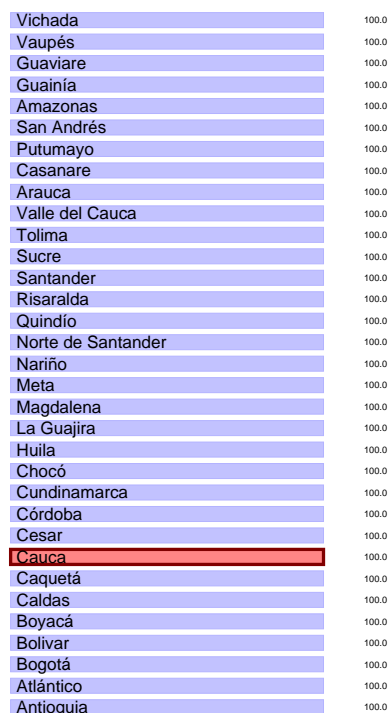 Vichada 100.0
Vaupés 100.0
Guaviare 100.0
Guainía 100.0
Amazonas 100.0
San Andrés 100.0
Putumayo 100.0
Casanare 100.0
Arauca 100.0
Valle del Cauca 100.0
Tolima 100.0
Sucre 100.0
Santander 100.0
Risaralda 100.0
Quindío 100.0
Norte de Santander 100.0
Nariño 100.0
Meta 100.0
Magdalena 100.0
La Guajira 100.0
Huila 100.0
Chocó 100.0
Cundinamarca 100.0
Córdoba 100.0
Cesar 100.0
Cauca 100.0
Caquetá 100.0
Caldas 100.0
Boyacá 100.0
Bolivar 100.0
Bogotá 100.0
Atlántico 100.0
Antioquia 100.0